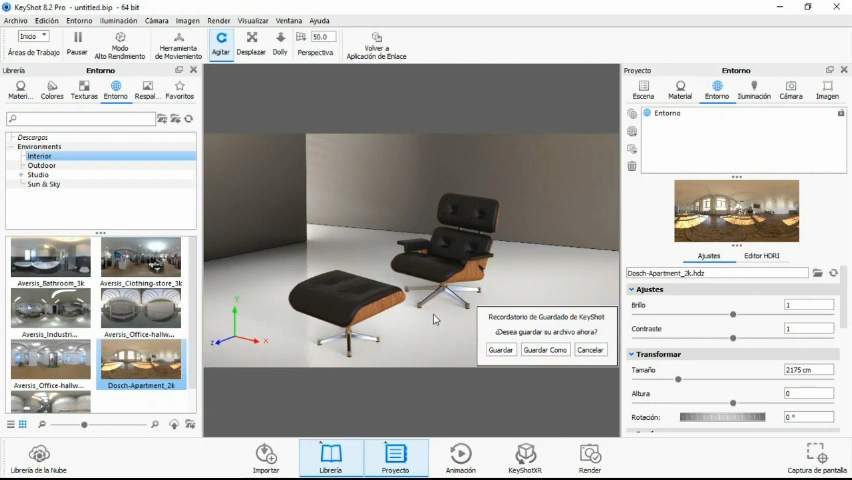 KeyShot 8.2 Pro - untitled.bip - 64 bit
Archivo Edición Entorno Iluminación Cámara Imagen Render Visualizar Ventana Ayuda
Inicio
Áreas de Trabajo
Pausar
Modo
Alto Rendimiento
Herramienta
de Moviemiento
Agitar
Desplazar
Dolly
50.0
Perspectiva
Volver a
Aplicación de Enlace
Librería Entorno
Materi... Colores Texturas Entorno Respal... Favoritos
Descargas
Environments
Interior
Outdoor
Studio
Sun & Sky
Aversis_Bathroom_3k Aversis_Clothing-store_3k
Aversis_Industri... Aversis_Office-hallw...
Aversis_Office-hallw... Dosch-Apartment_2k
y
z
x
Recordatorio de Guardado de KeyShot
¿Desea guardar su archivo ahora?
Guardar Guardar Como Cancelar
Proyecto Entorno
Escena Material Entorno Iluminación Cámara Imagen
Entorno
Ajustes Editor HDRI
Dosch-Apartment_2k.hdz
Ajustes
Brillo 1
Contraste 1
Transformar
Tamaño 2175 cm
Altura 0
Rotación: 0 °
Librería de la Nube
Importar
Librería
Proyecto
Animación
KeyShotXR
Render
Captura de pantalla